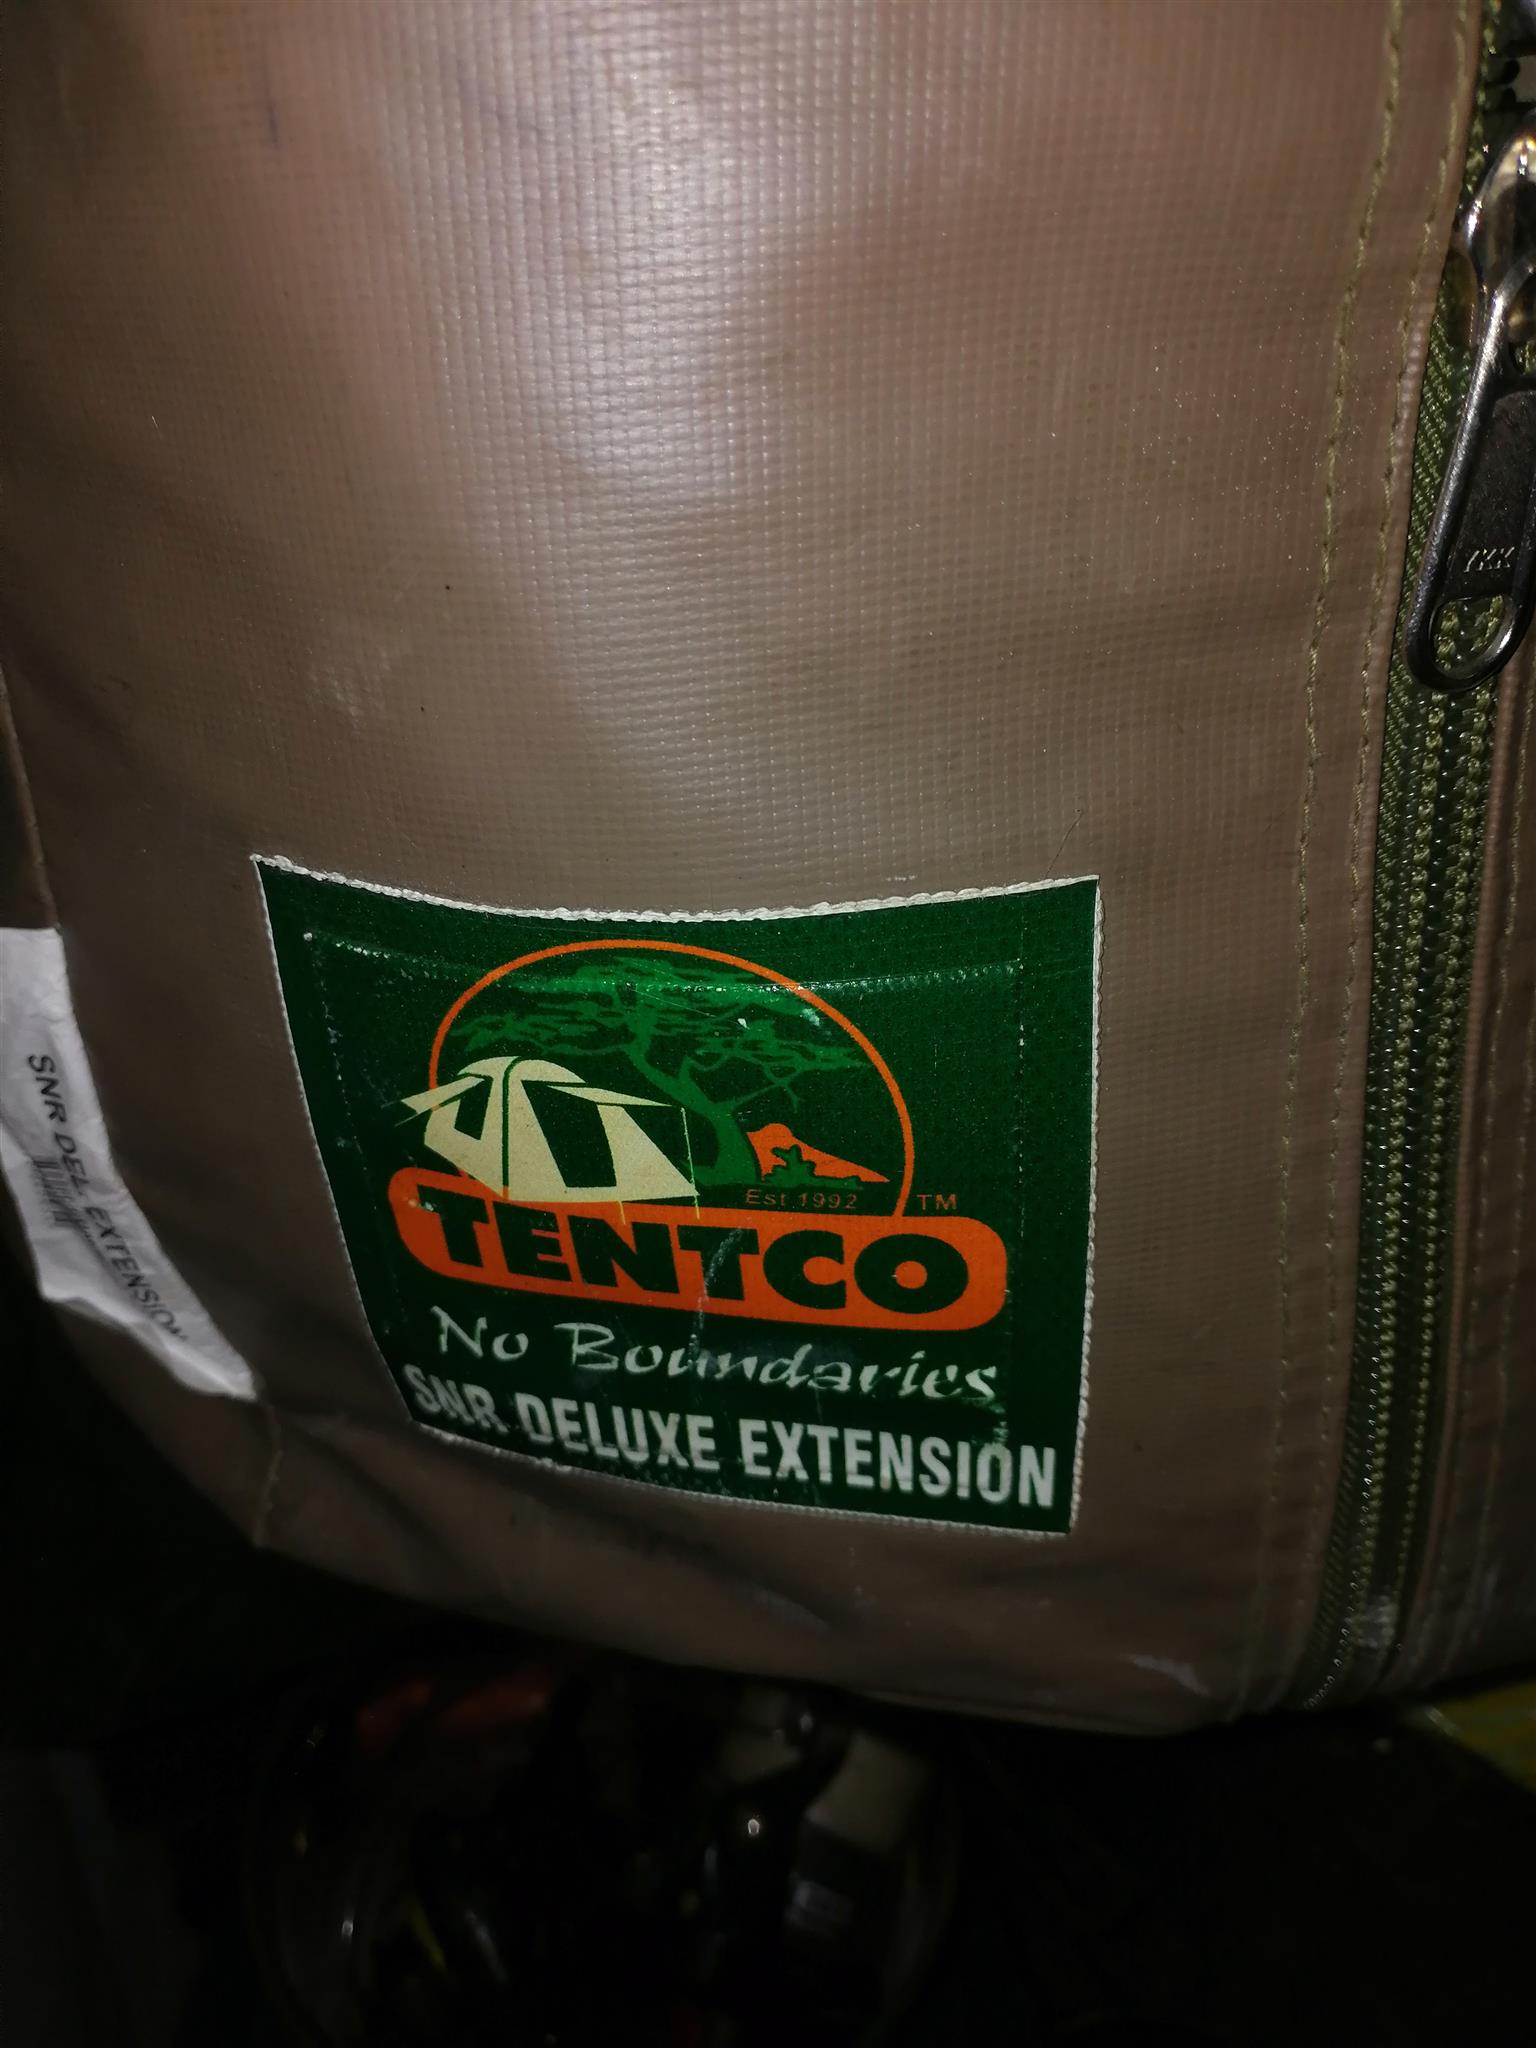 YKK
Est.1992
TM
TENTCO
No Boundaries
SNR DELUXE EXTENSION
SNR DEL. EXTENSION